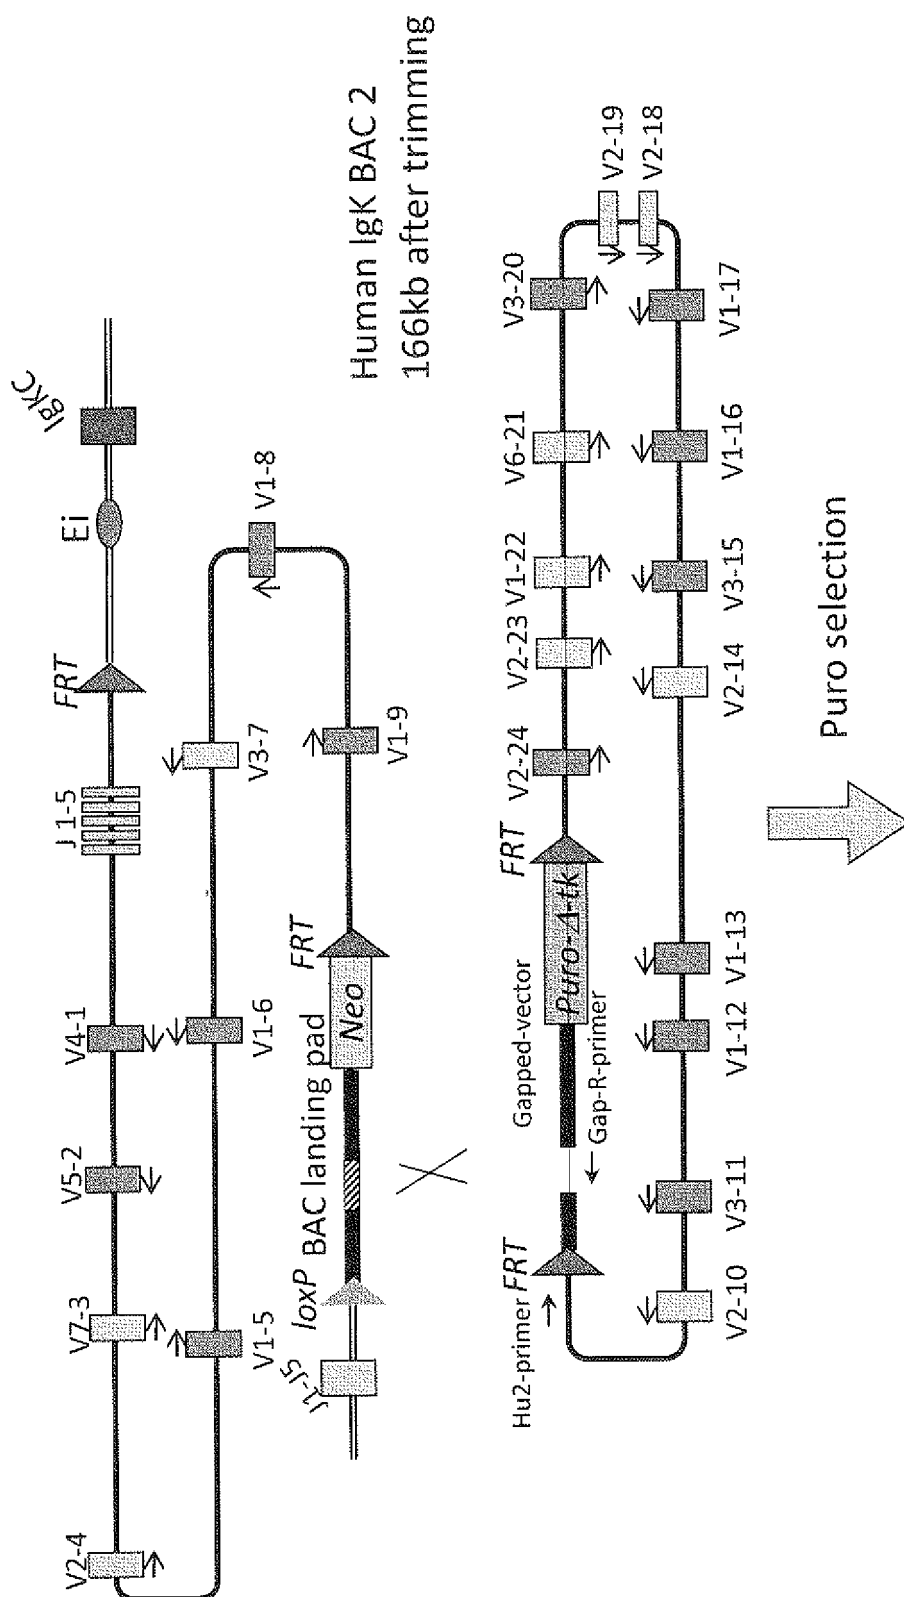 IgkC
Ei
FRT
J 1-5
V4-1
V5-2
V7-3
V2-4
V1-8
V3-7
V1-6
V1-5
V1-9
FRT
Neo
BAC landing pad
loxP
J1-J5
Human IgK BAC 2
166kb after trimming
V3-20
V6-21
V1-22
V2-23
V2-24
FRT
Puro-Δ-tk
Gapped-vector
Gap-R-primer
Hu2-primer FRT
V2-19
V2-18
V1-17
V1-16
V3-15
V2-14
V1-13
V1-12
V3-11
V2-10
Puro selection